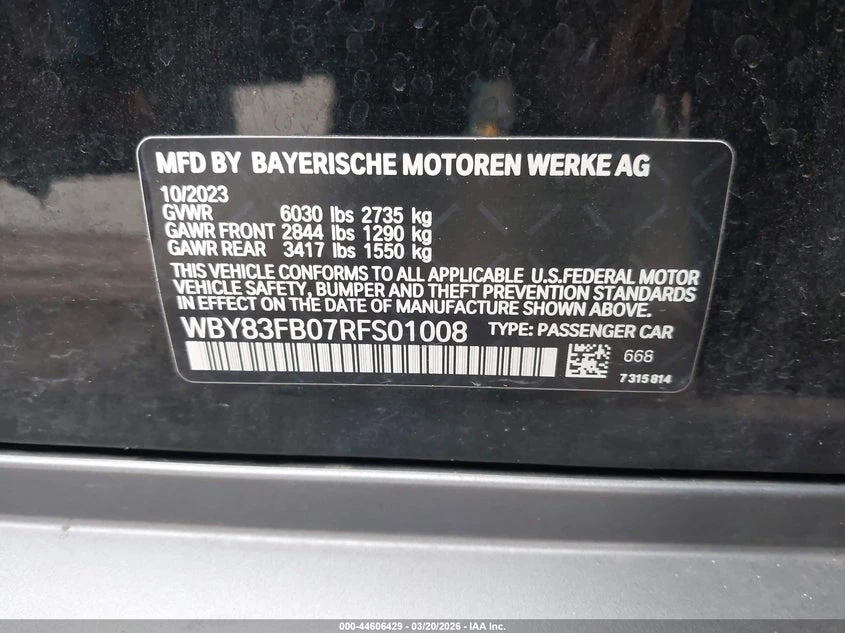 MFD BY BAYERISCHE MOTOREN WERKE AG
10/2023
GVWR 6030 lbs 2735 kg
GAWR FRONT 2844 lbs 1290 kg
GAWR REAR 3417 lbs 1550 kg
THIS VEHICLE CONFORMS TO ALL APPLICABLE U.S.FEDERAL MOTOR
VEHICLE SAFETY, BUMPER AND THEFT PREVENTION STANDARDS
IN EFFECT ON THE DATE OF MANUFACTURE SHOWN ABOVE.
WBY83FB07RFS01008 TYPE: PASSENGER CAR
668
7 315 814
000-44606429 - 03/20/2026 - IAA Inc.